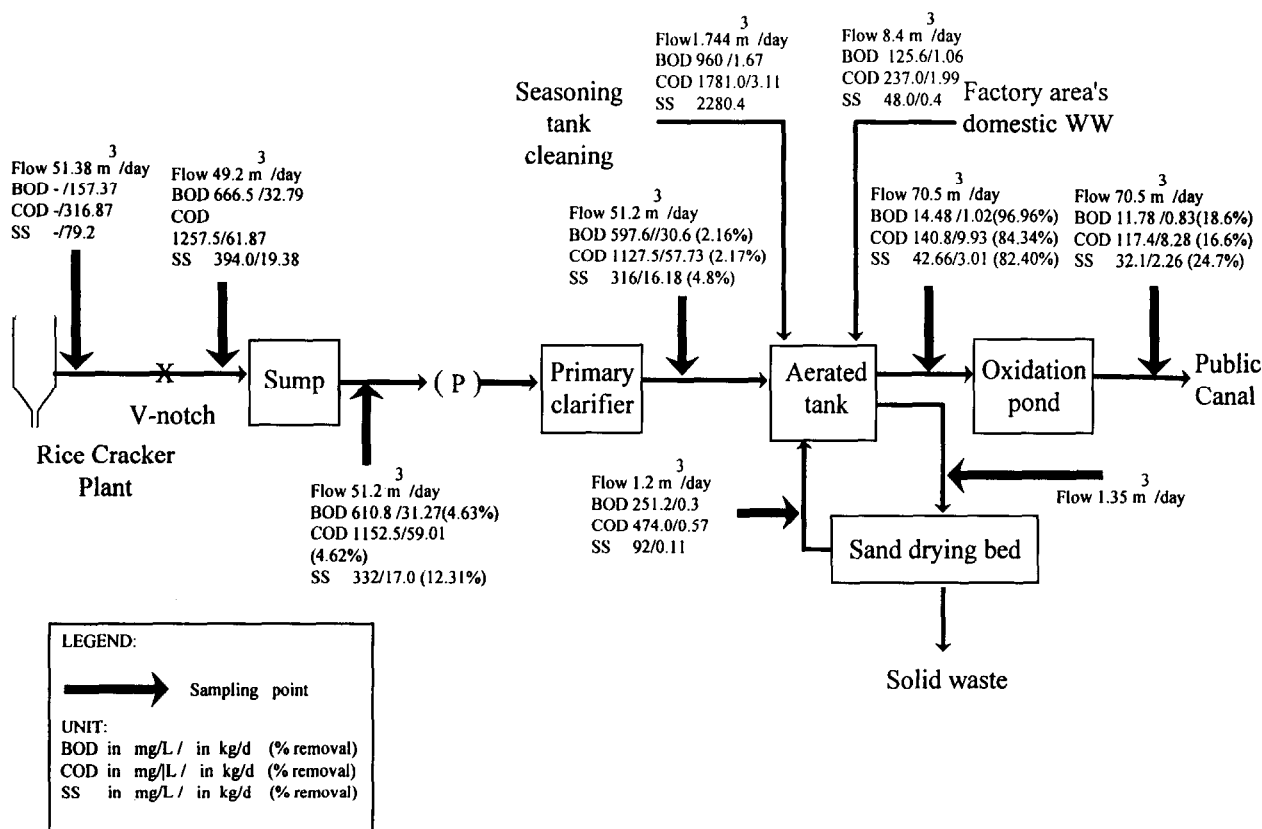 Flow 51.38 m³/day
BOD - /157.37
COD -/316.87
SS -/79.2
Flow 49.2 m³/day
BOD 666.5 /32.79
COD
1257.5/61.87
SS 394.0/19.38
Seasoning
tank
cleaning
Flow1.744 m³/day
BOD 960 /1.67
COD 1781.0/3.11
SS 2280.4
Flow 8.4 m³/day
BOD 125.6/1.06
COD 237.0/1.99
SS 48.0/0.4
Factory area's
domestic WW
Flow 51.2 m³/day
BOD 597.6//30.6 (2.16%)
COD 1127.5/57.73 (2.17%)
SS 316/16.18 (4.8%)
Flow 70.5 m³/day
BOD 14.48 /1.02(96.96%)
COD 140.8/9.93 (84.34%)
SS 42.66/3.01 (82.40%)
Flow 70.5 m³/day
BOD 11.78 /0.83(18.6%)
COD 117.4/8.28 (16.6%)
SS 32.1/2.26 (24.7%)
X
V-notch
Rice Cracker
Plant
Sump
( P )
Primary
clarifier
Aerated
tank
Oxidation
pond
Public
Canal
Flow 51.2 m³/day
BOD 610.8 /31.27(4.63%)
COD 1152.5/59.01
(4.62%)
SS 332/17.0 (12.31%)
Flow 1.2 m³/day
BOD 251.2/0.3
COD 474.0/0.57
SS 92/0.11
Flow 1.35 m³/day
Sand drying bed
Solid waste
LEGEND:
Sampling point
UNIT:
BOD in mg/L / in kg/d (% removal)
COD in mg/L / in kg/d (% removal)
SS in mg/L / in kg/d (% removal)